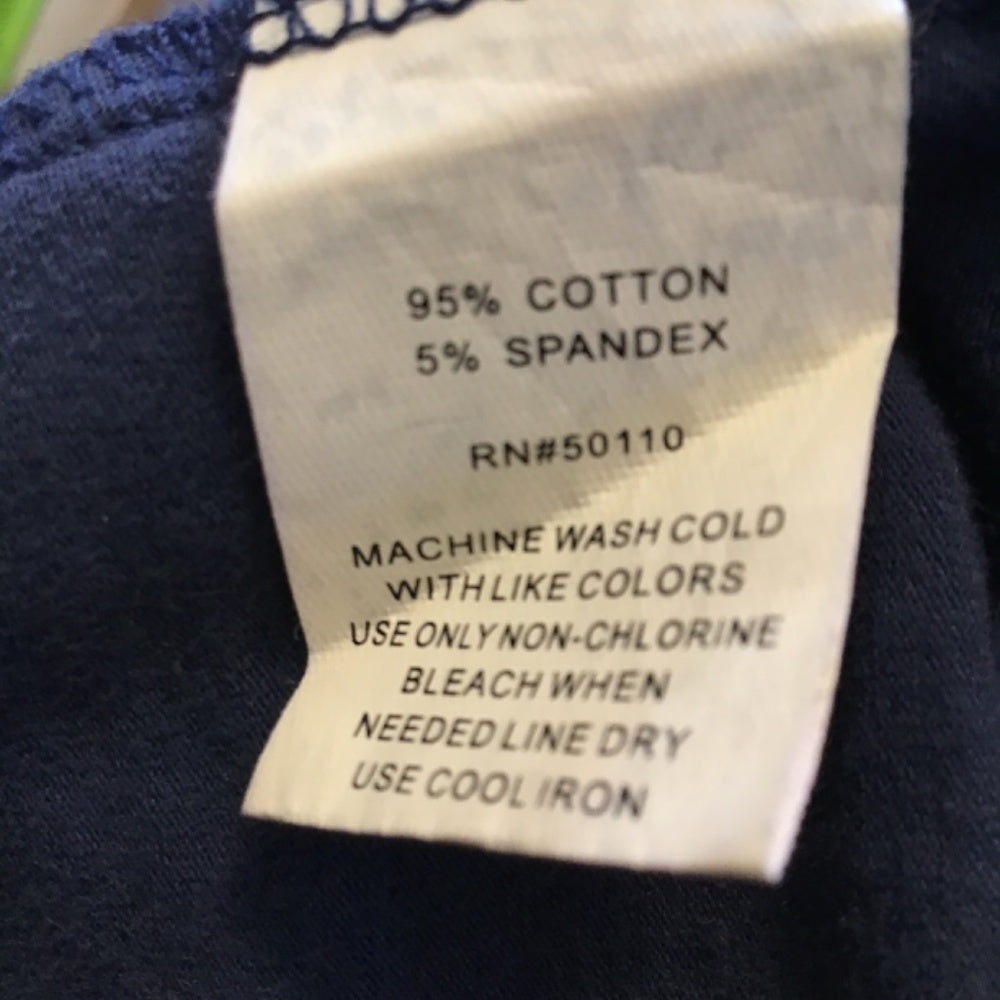 95% COTTON
5% SPANDEX
RN#50110
MACHINE WASH COLD
WITH LIKE COLORS
USE ONLY NON-CHLORINE
BLEACH WHEN
NEEDED LINE DRY
USE COOL IRON